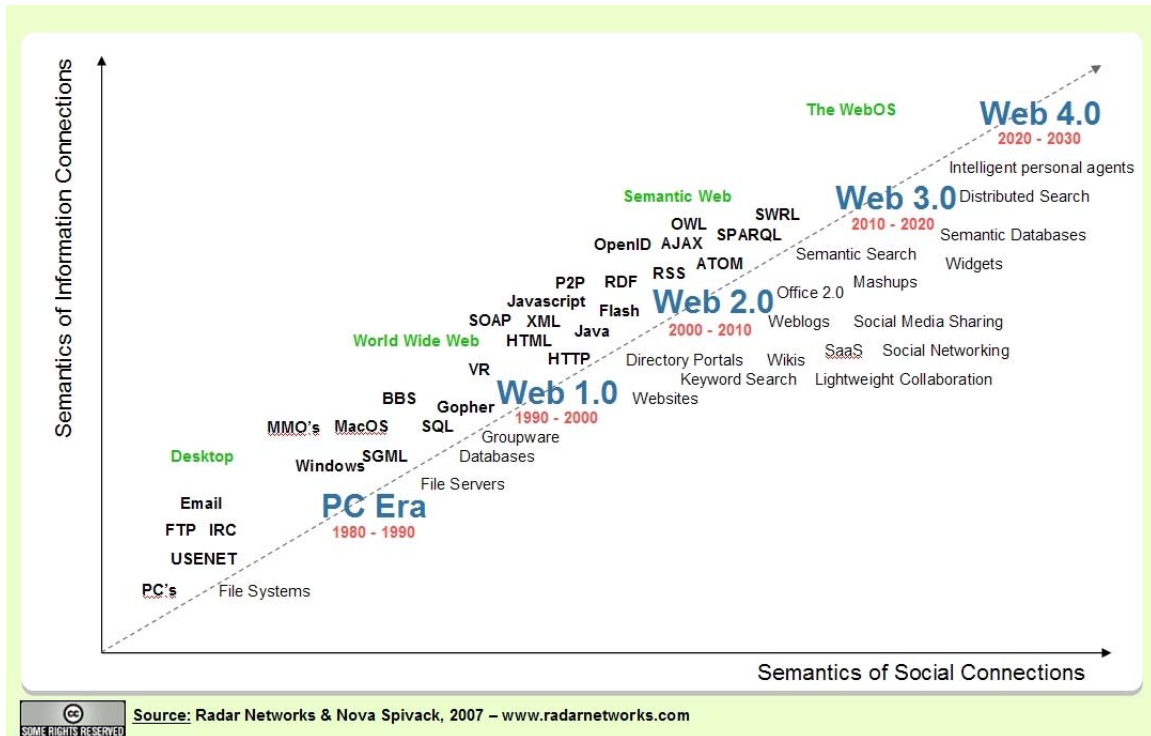 Semantics of Information Connections
The WebOS
Web 4.0
2020 - 2030
Intelligent personal agents
Semantic Web
Web 3.0
Distributed Search
2010 - 2020
SWRL
OWL
SPARQL
Semantic Databases
OpenID
AJAX
Semantic Search
ATOM
Widgets
RSS
P2P
RDF
Mashups
Office 2.0
Javascript
Web 2.0
Flash
SOAP
XML
2000 - 2010
Weblogs
Social Media Sharing
Java
World Wide Web
HTML
SaaS
Social Networking
HTTP
Directory Portals
Wikis
VR
Keyword Search
Lightweight Collaboration
Web 1.0
Websites
BBS
Gopher
1990 - 2000
MMO's
MacOS
SQL
Groupware
Desktop
SGML
Databases
Windows
File Servers
Email
PC Era
FTP
IRC
1980 - 1990
USENET
PC's
File Systems
Semantics of Social Connections
cc
SOME RIGHTS RESERVED
Source: Radar Networks & Nova Spivack, 2007 – www.radarnetworks.com